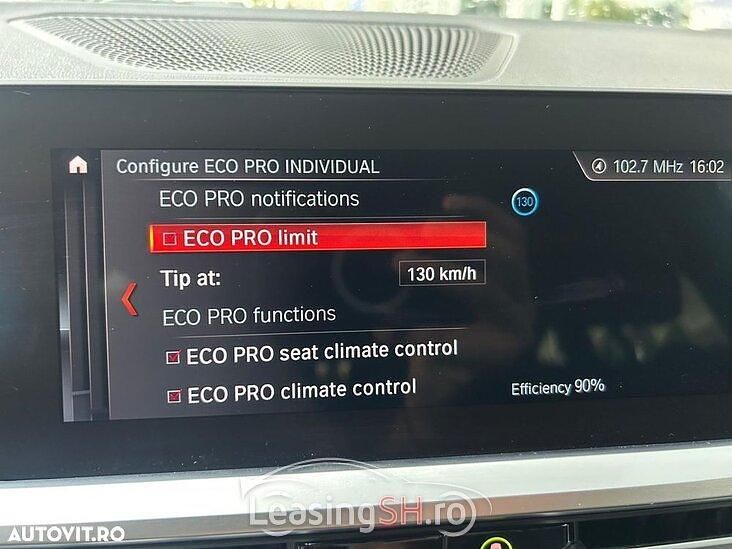 Configure ECO PRO INDIVIDUAL
102.7 MHz 16:02
ECO PRO notifications
130
ECO PRO limit
Tip at:
130 km/h
ECO PRO functions
ECO PRO seat climate control
ECO PRO climate control
Efficiency 90%
LeasingSH.ro
AUTOVIT.RO